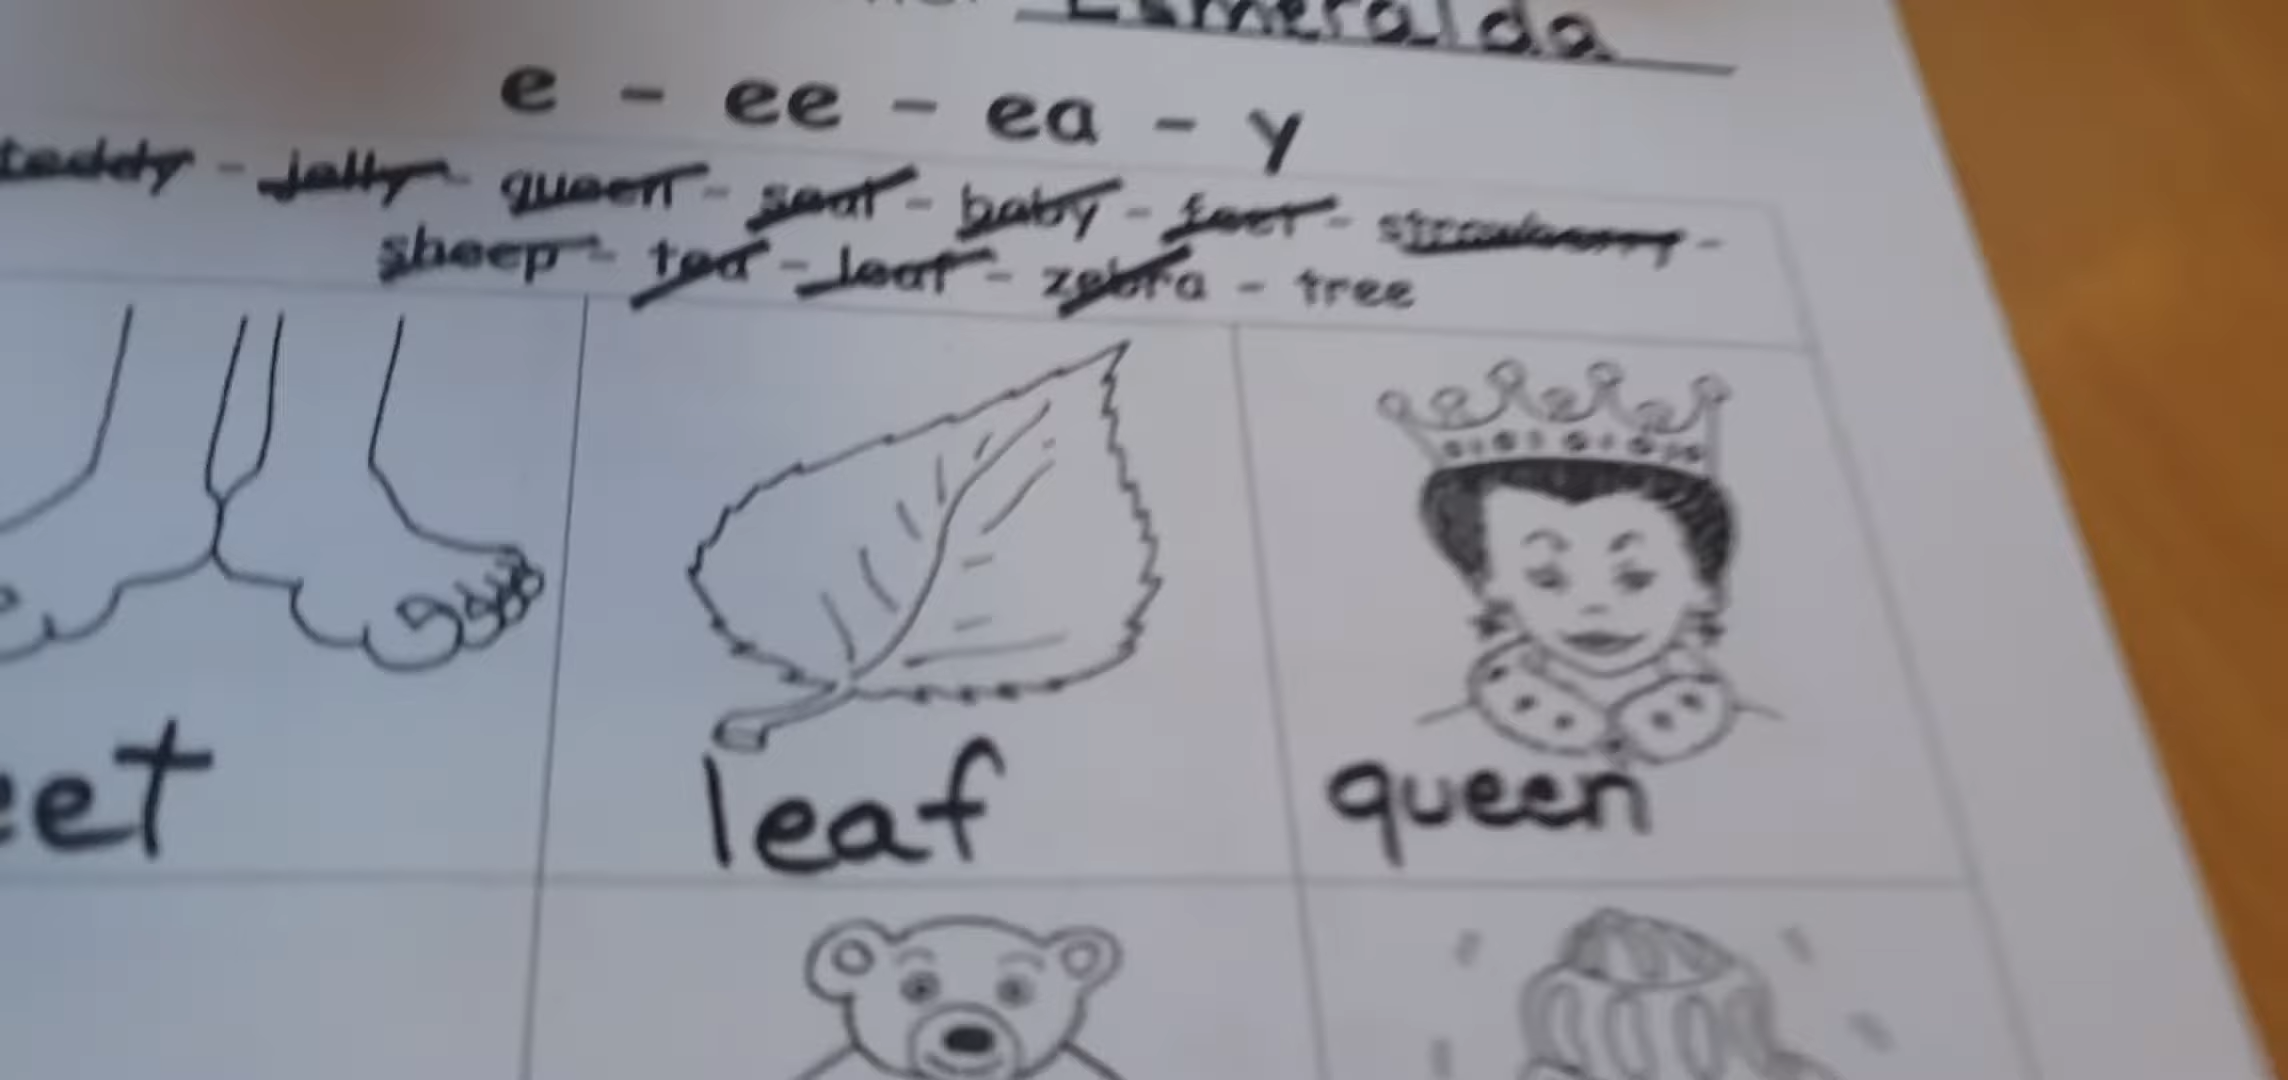 Esmeralda
e - ee - ea - y
teddy - jelly - queen - seat - baby - feet - strawberry -
sheep - tea - leaf - zebra - tree
eet
leaf
queen